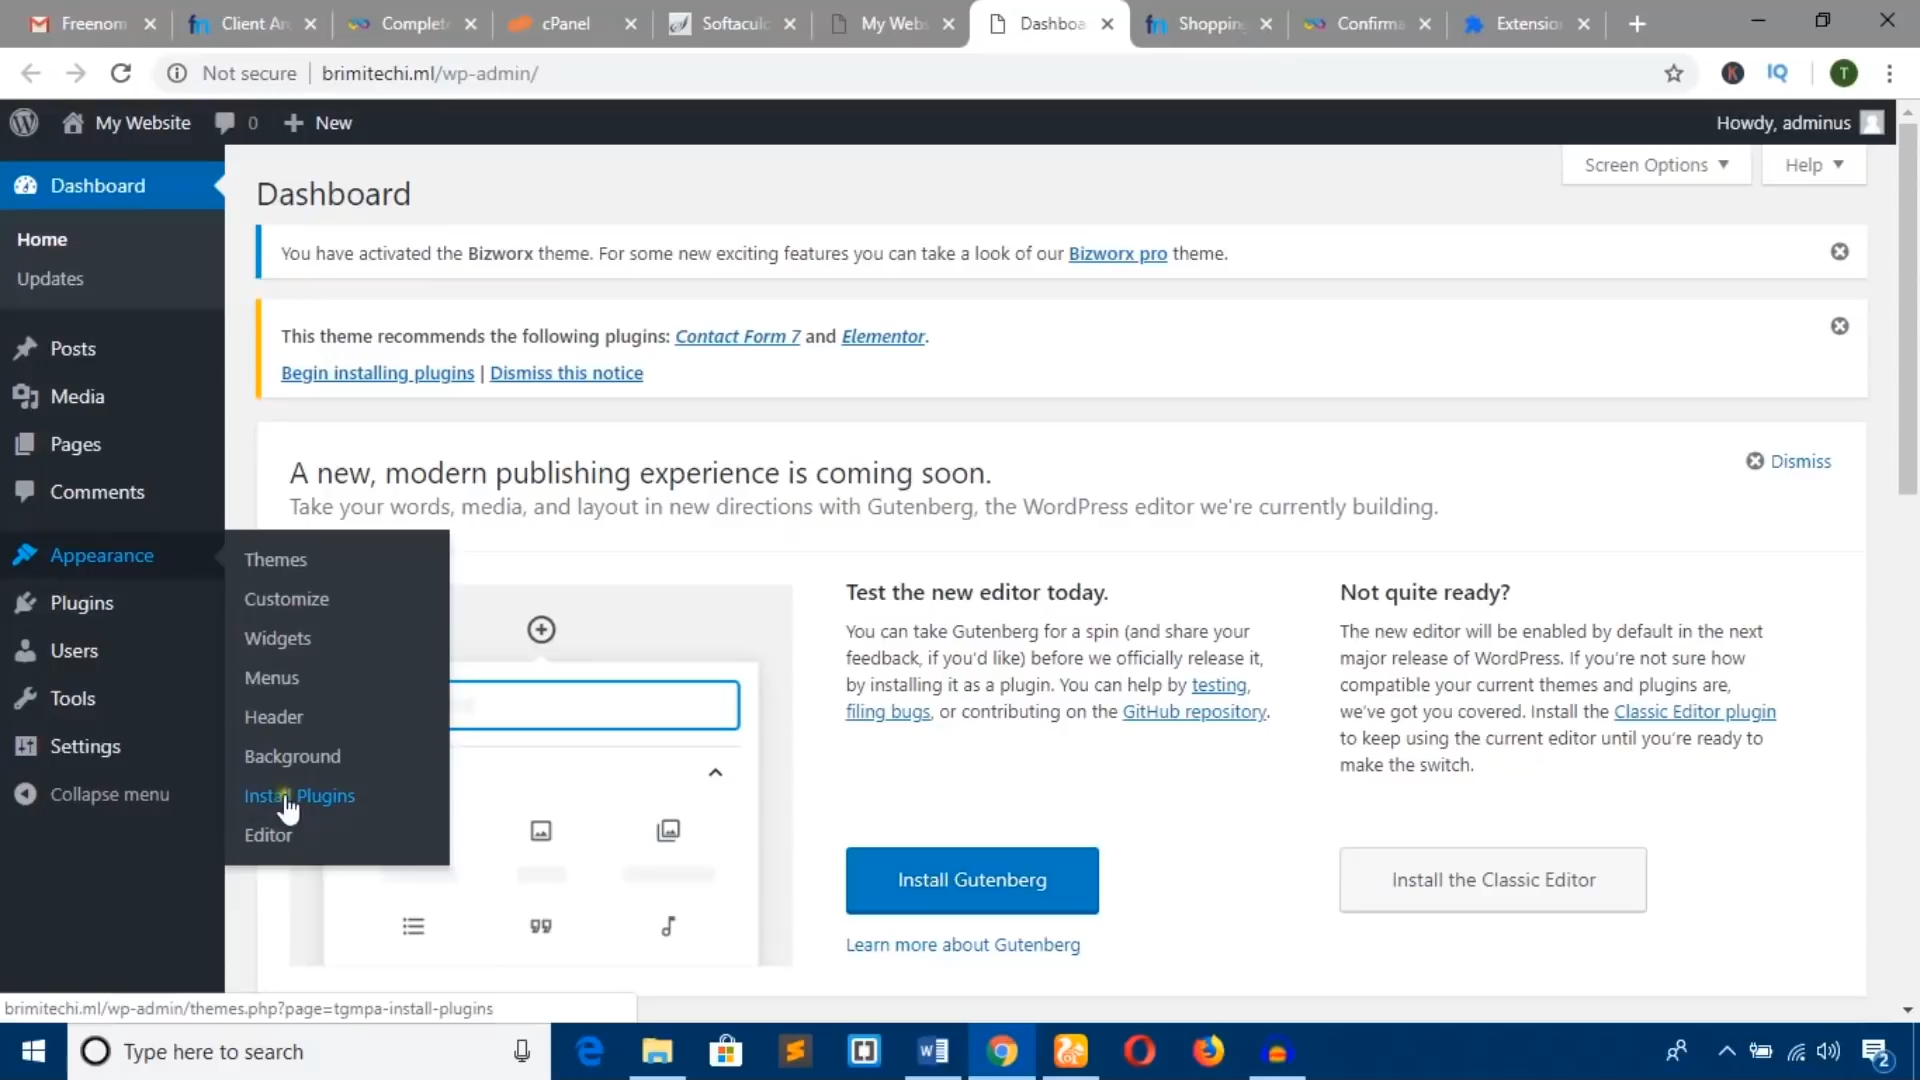 Freenom
Client Ar
Complet
cPanel
Softacul
My Web
Dashboa
Shopping
Confirma
Extensio
Not secure
brimitechi.ml/wp-admin/
IQ
K
T
My Website
0
New
Howdy, adminus
Screen Options
Help
Dashboard
Home
Updates
Posts
Media
Pages
Comments
Appearance
Plugins
Users
Tools
Settings
Collapse menu
Themes
Customize
Widgets
Menus
Header
Background
Install Plugins
Editor
Dashboard
You have activated the Bizworx theme. For some new exciting features you can take a look of our Bizworx pro theme.
This theme recommends the following plugins: Contact Form 7 and Elementor.
Begin installing plugins | Dismiss this notice
A new, modern publishing experience is coming soon.
Dismiss
Take your words, media, and layout in new directions with Gutenberg, the WordPress editor we're currently building.
Test the new editor today.
You can take Gutenberg for a spin (and share your
feedback, if you'd like) before we officially release it,
by installing it as a plugin. You can help by testing,
filing bugs, or contributing on the GitHub repository.
Install Gutenberg
Learn more about Gutenberg
Not quite ready?
The new editor will be enabled by default in the next
major release of WordPress. If you're not sure how
compatible your current themes and plugins are,
we've got you covered. Install the Classic Editor plugin
to keep using the current editor until you're ready to
make the switch.
Install the Classic Editor
brimitechi.ml/wp-admin/themes.php?page=tgmpa-install-plugins
Type here to search
2